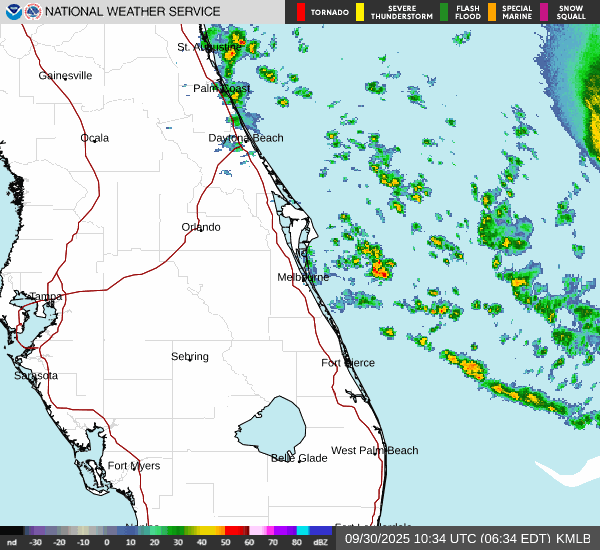 NATIONAL WEATHER SERVICE
TORNADO
SEVERE THUNDERSTORM
FLASH FLOOD
SPECIAL MARINE
SNOW SQUALL
St. Augustine
Gainesville
Palm Coast
Ocala
Daytona Beach
Orlando
Melbourne
Tampa
Sebring
Fort Pierce
Sarasota
West Palm Beach
Belle Glade
Fort Myers
Fort Lauderdale
nd -30 -20 -10 0 10 20 30 40 50 60 70 80 dBZ
09/30/2025 10:34 UTC (06:34 EDT) KMLB